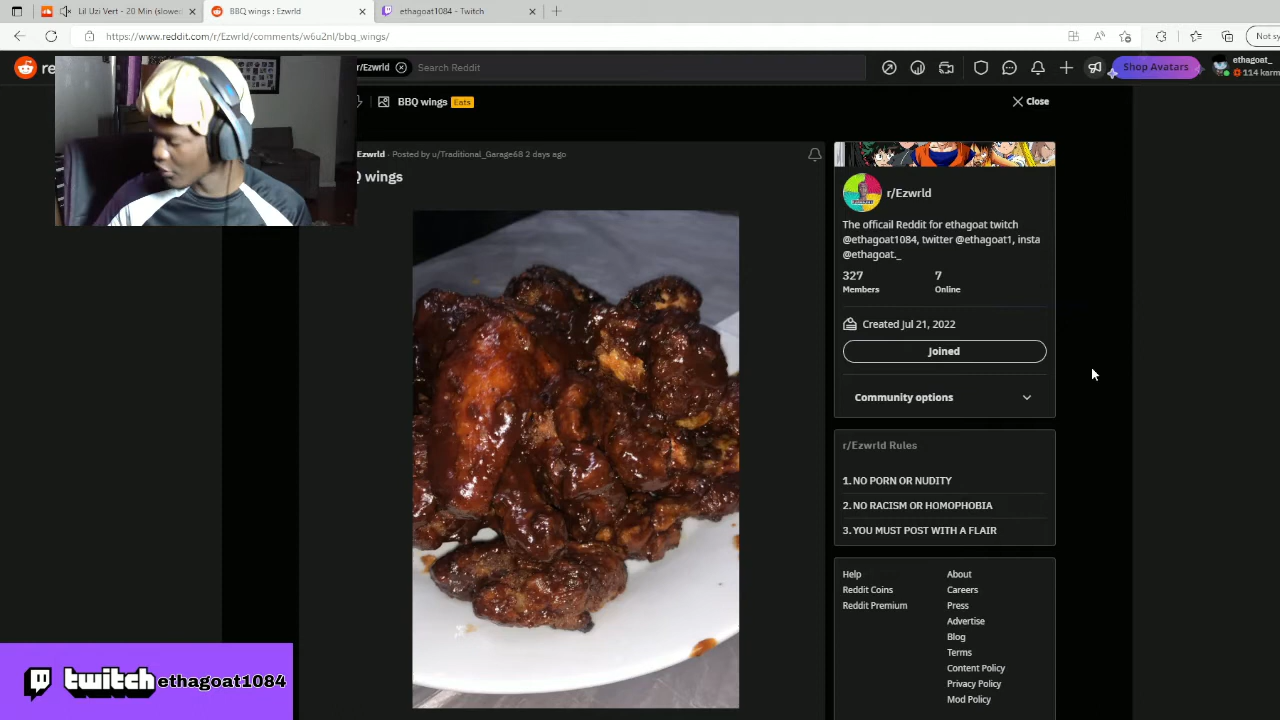 Lil Uzi Vert - 20 Min (slowe
BBQ wings : Ezwrld
ethagoat1084 - Twitch
https://www.reddit.com/r/Ezwrld/comments/w6u2nl/bbq_wings/
Not sy
re
r/Ezwrld
Search Reddit
Shop Avatars
ethagoat_
114 karm
BBQ wings Eats
Close
Ezwrld · Posted by u/Traditional_Garage68 2 days ago
Q wings
r/Ezwrld
The officail Reddit for ethagoat twitch
@ethagoat1084, twitter @ethagoat1, insta
@ethagoat._
327 7
Members Online
Created Jul 21, 2022
Joined
Community options
r/Ezwrld Rules
1. NO PORN OR NUDITY
2. NO RACISM OR HOMOPHOBIA
3. YOU MUST POST WITH A FLAIR
Help About
Reddit Coins Careers
Reddit Premium Press
Advertise
Blog
Terms
Content Policy
Privacy Policy
Mod Policy
twitch ethagoat1084